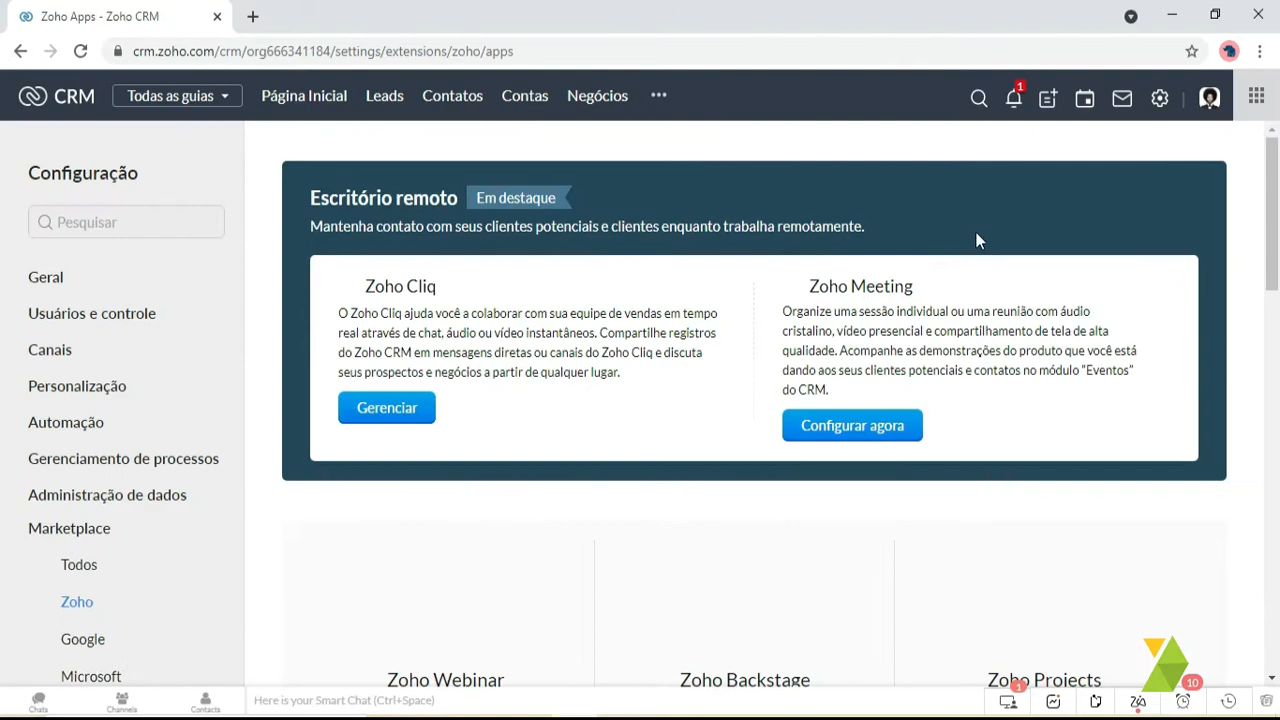 Zoho Apps - Zoho CRM
crm.zoho.com/crm/org666341184/settings/extensions/zoho/apps
CRM
Todas as guias
Página Inicial
Leads
Contatos
Contas
Negócios
1
Configuração
Pesquisar
Geral
Usuários e controle
Canais
Personalização
Automação
Gerenciamento de processos
Administração de dados
Marketplace
Todos
Zoho
Google
Microsoft
Escritório remoto
Em destaque
Mantenha contato com seus clientes potenciais e clientes enquanto trabalha remotamente.
Zoho Cliq
O Zoho Cliq ajuda você a colaborar com sua equipe de vendas em tempo
real através de chat, áudio ou vídeo instantâneos. Compartilhe registros
do Zoho CRM em mensagens diretas ou canais do Zoho Cliq e discuta
seus prospectos e negócios a partir de qualquer lugar.
Gerenciar
Zoho Meeting
Organize uma sessão individual ou uma reunião com áudio
cristalino, vídeo presencial e compartilhamento de tela de alta
qualidade. Acompanhe as demonstrações do produto que você está
dando aos seus clientes potenciais e contatos no módulo “Eventos”
do CRM.
Configurar agora
Zoho Webinar
Zoho Backstage
Zoho Projects
Chats
Channels
Contacts
Here is your Smart Chat (Ctrl+Space)
1
10